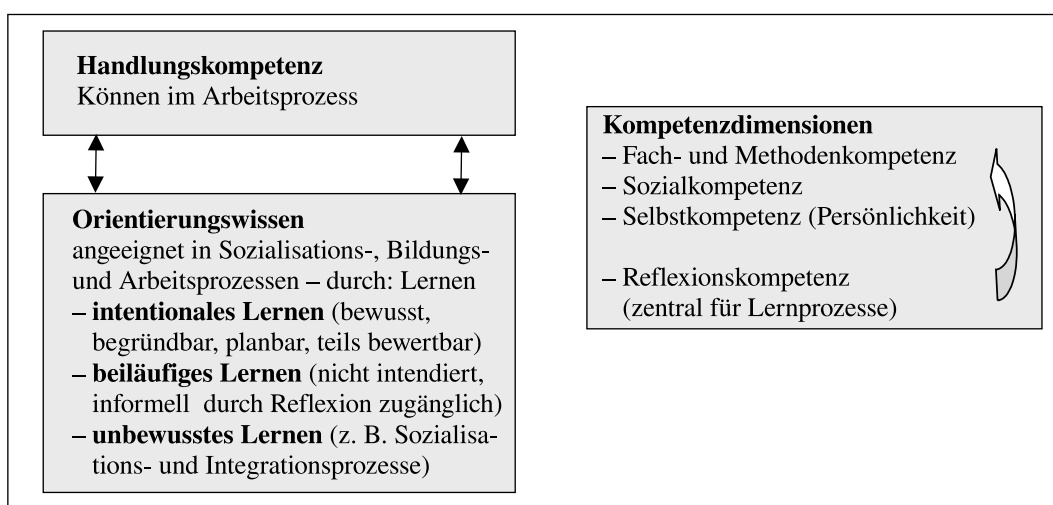 Handlungskompetenz
Können im Arbeitsprozess
Orientierungswissen
angeeignet in Sozialisations-, Bildungs-
und Arbeitsprozessen – durch: Lernen
– intentionales Lernen (bewusst,
begründbar, planbar, teils bewertbar)
– beiläufiges Lernen (nicht intendiert,
informell durch Reflexion zugänglich)
– unbewusstes Lernen (z. B. Sozialisa-
tions- und Integrationsprozesse)
Kompetenzdimensionen
– Fach- und Methodenkompetenz
– Sozialkompetenz
– Selbstkompetenz (Persönlichkeit)
– Reflexionskompetenz
(zentral für Lernprozesse)